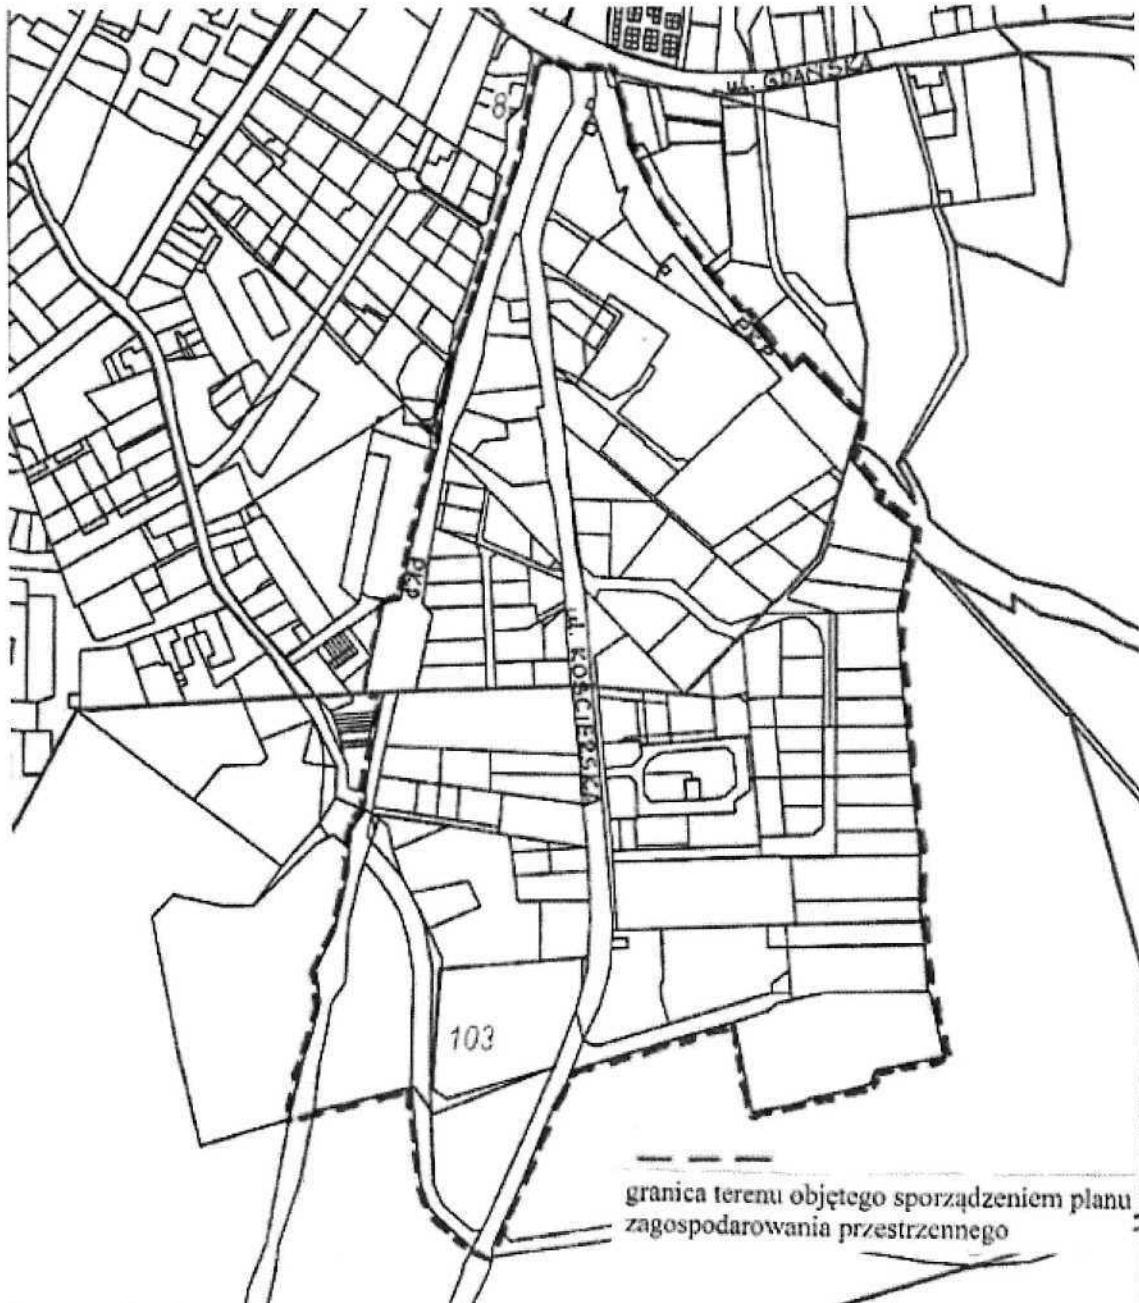 ul. GDAŃSKA
8
PKP
PKP
ul. KOŚCIERSKA
103
granica terenu objętego sporządzeniem planu
zagospodarowania przestrzennego